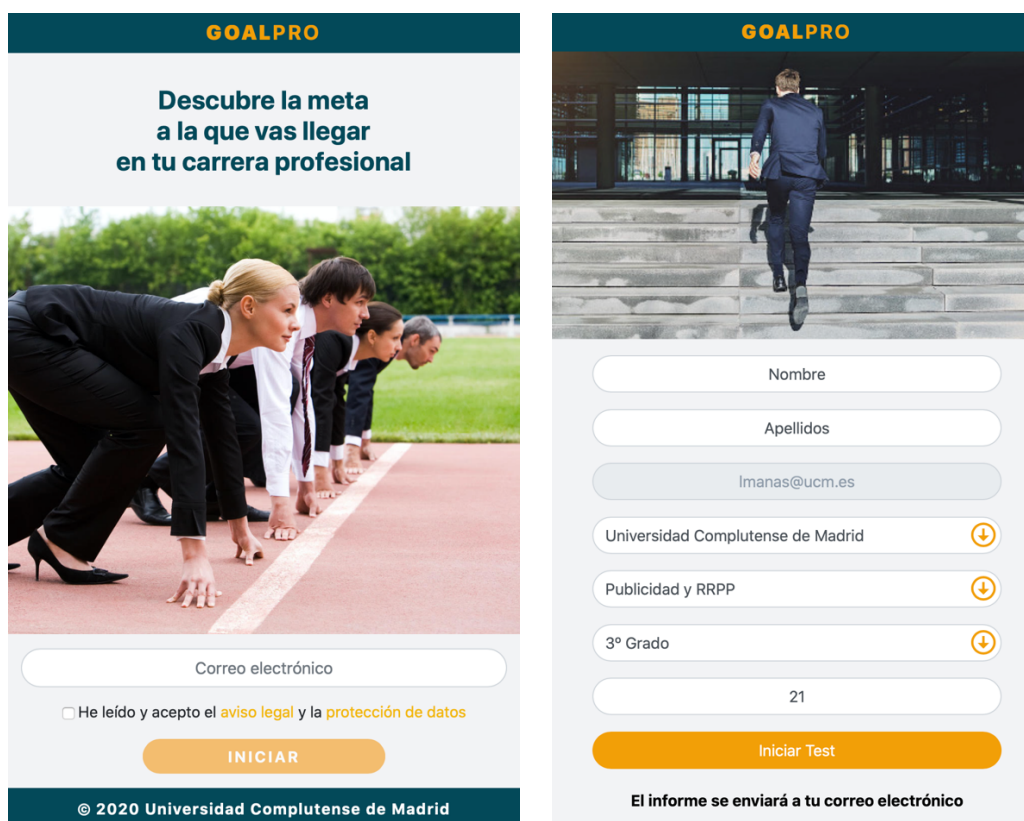 GOALPRO
Descubre la meta
a la que vas llegar
en tu carrera profesional
Correo electrónico
He leído y acepto el aviso legal y la protección de datos
INICIAR
© 2020 Universidad Complutense de Madrid
GOALPRO
Nombre
Apellidos
lmanas@ucm.es
Universidad Complutense de Madrid
Publicidad y RRPP
3º Grado
21
Iniciar Test
El informe se enviará a tu correo electrónico